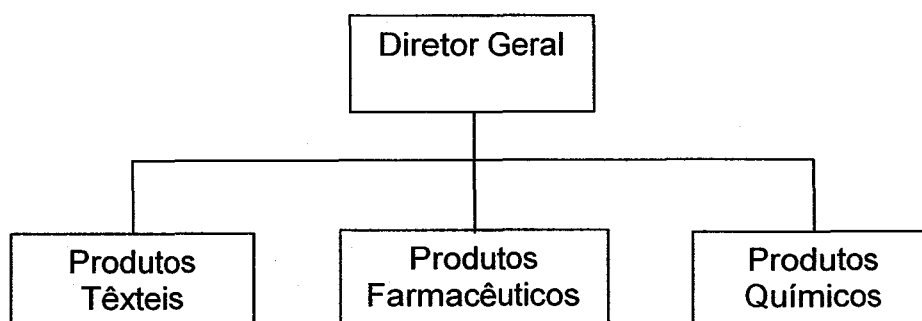 Diretor Geral
Produtos
Têxteis
Produtos
Farmacêuticos
Produtos
Químicos